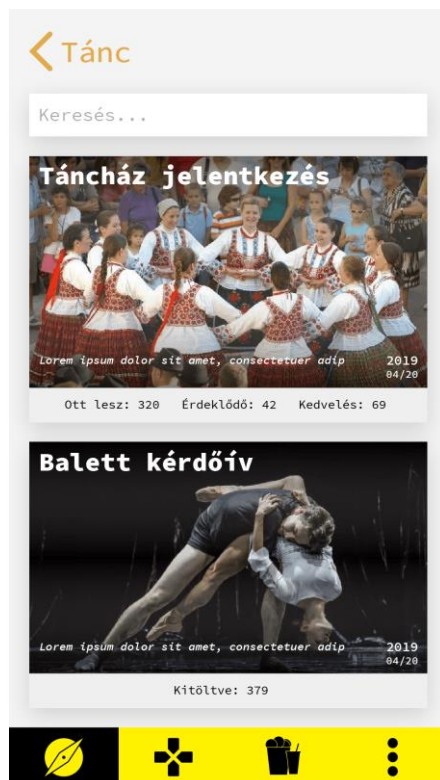 Tánc
Keresés...
Táncház jelentkezés
Lorem ipsum dolor sit amet, consectetuer adip
2019
04/20
Ott lesz: 320 Érdeklődő: 42 Kedvelés: 69
Balett kérdőív
Lorem ipsum dolor sit amet, consectetuer adip
2019
04/20
Kitöltve: 379